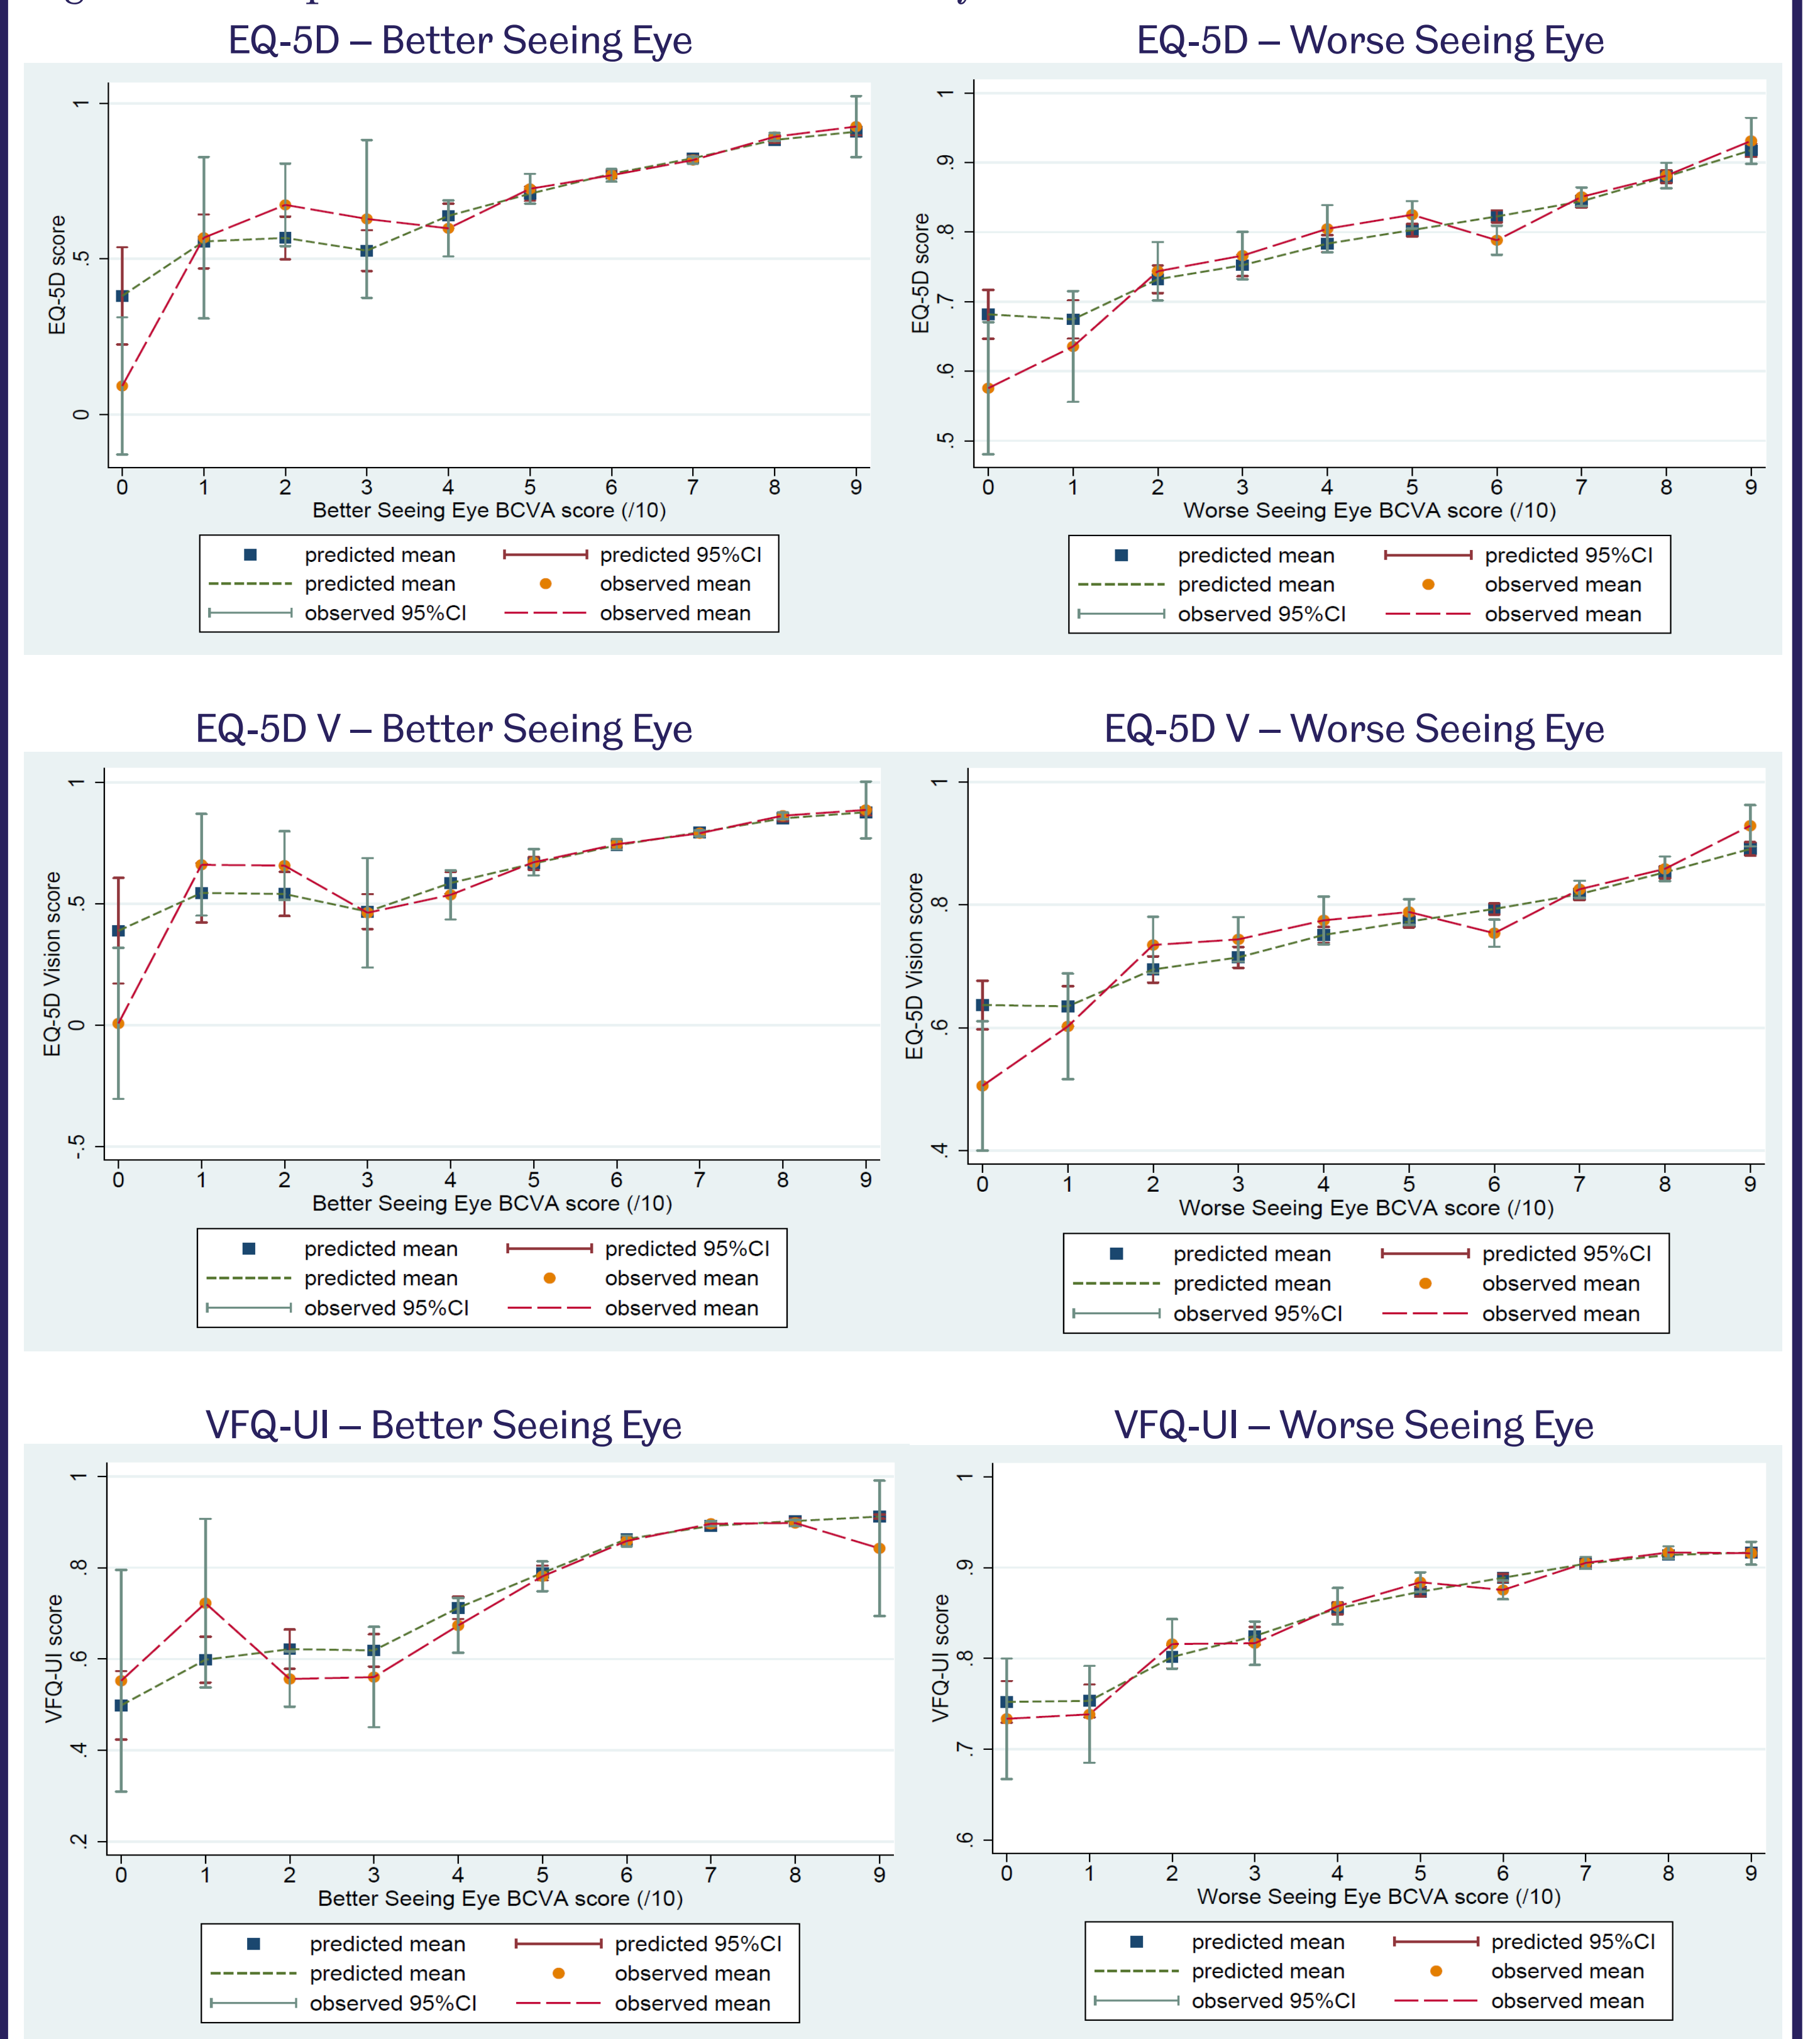 EQ-5D – Better Seeing Eye
EQ-5D – Worse Seeing Eye
EQ-5D score
1
.5
0
0 1 2 3 4 5 6 7 8 9
Better Seeing Eye BCVA score (/10)
predicted mean predicted 95%CI
predicted mean observed mean
observed 95%CI observed mean
EQ-5D score
1
.9
.8
.7
.6
.5
0 1 2 3 4 5 6 7 8 9
Worse Seeing Eye BCVA score (/10)
predicted mean predicted 95%CI
predicted mean observed mean
observed 95%CI observed mean
EQ-5D V – Better Seeing Eye
EQ-5D V – Worse Seeing Eye
EQ-5D Vision score
1
.5
0
-.5
0 1 2 3 4 5 6 7 8 9
Better Seeing Eye BCVA score (/10)
predicted mean predicted 95%CI
predicted mean observed mean
observed 95%CI observed mean
EQ-5D Vision score
1
.8
.6
.4
0 1 2 3 4 5 6 7 8 9
Worse Seeing Eye BCVA score (/10)
predicted mean predicted 95%CI
predicted mean observed mean
observed 95%CI observed mean
VFQ-UI – Better Seeing Eye
VFQ-UI – Worse Seeing Eye
VFQ-UI score
1
.8
.6
.4
.2
0 1 2 3 4 5 6 7 8 9
Better Seeing Eye BCVA score (/10)
predicted mean predicted 95%CI
predicted mean observed mean
observed 95%CI observed mean
VFQ-UI score
1
.9
.8
.7
.6
0 1 2 3 4 5 6 7 8 9
Worse Seeing Eye BCVA score (/10)
predicted mean predicted 95%CI
predicted mean observed mean
observed 95%CI observed mean